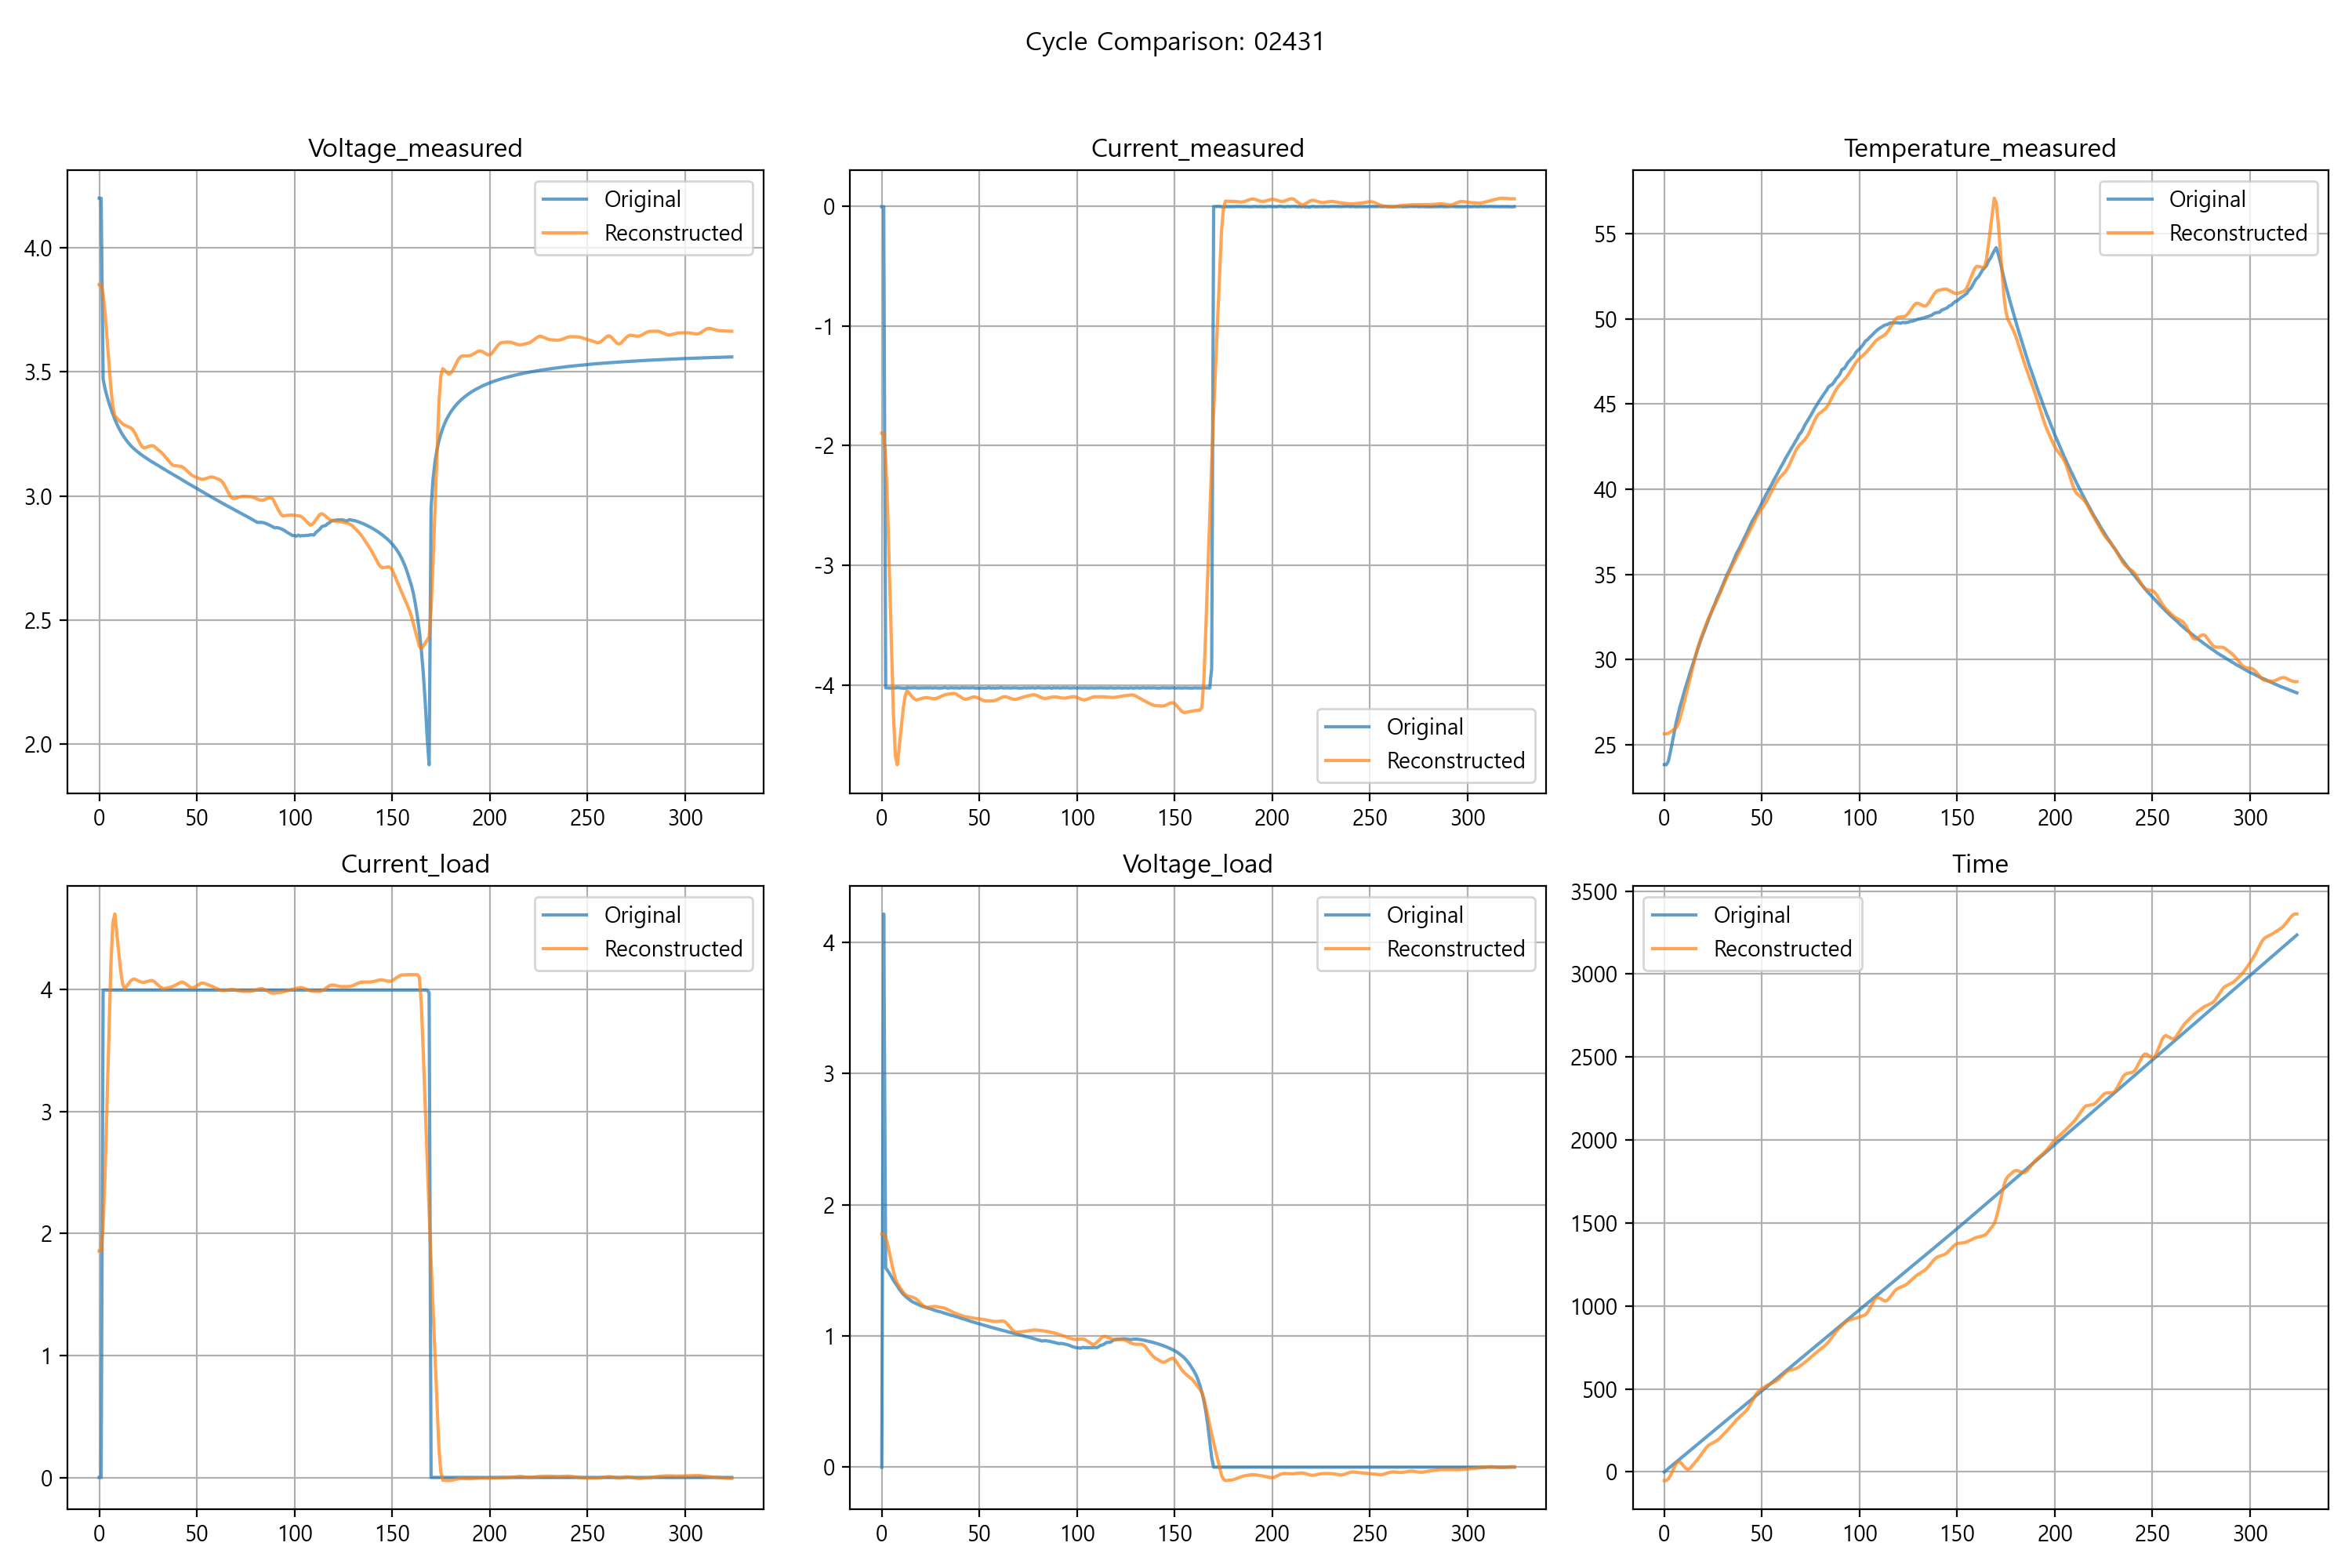 Cycle Comparison: 02431
Voltage_measured
Original
Reconstructed
4.0
3.5
3.0
2.5
2.0
0 50 100 150 200 250 300
Current_measured
0
-1
-2
-3
-4
Original
Reconstructed
0 50 100 150 200 250 300
Temperature_measured
Original
Reconstructed
55
50
45
40
35
30
25
0 50 100 150 200 250 300
Current_load
Original
Reconstructed
4
3
2
1
0
0 50 100 150 200 250 300
Voltage_load
Original
Reconstructed
4
3
2
1
0
0 50 100 150 200 250 300
Time
Original
Reconstructed
3500
3000
2500
2000
1500
1000
500
0
0 50 100 150 200 250 300